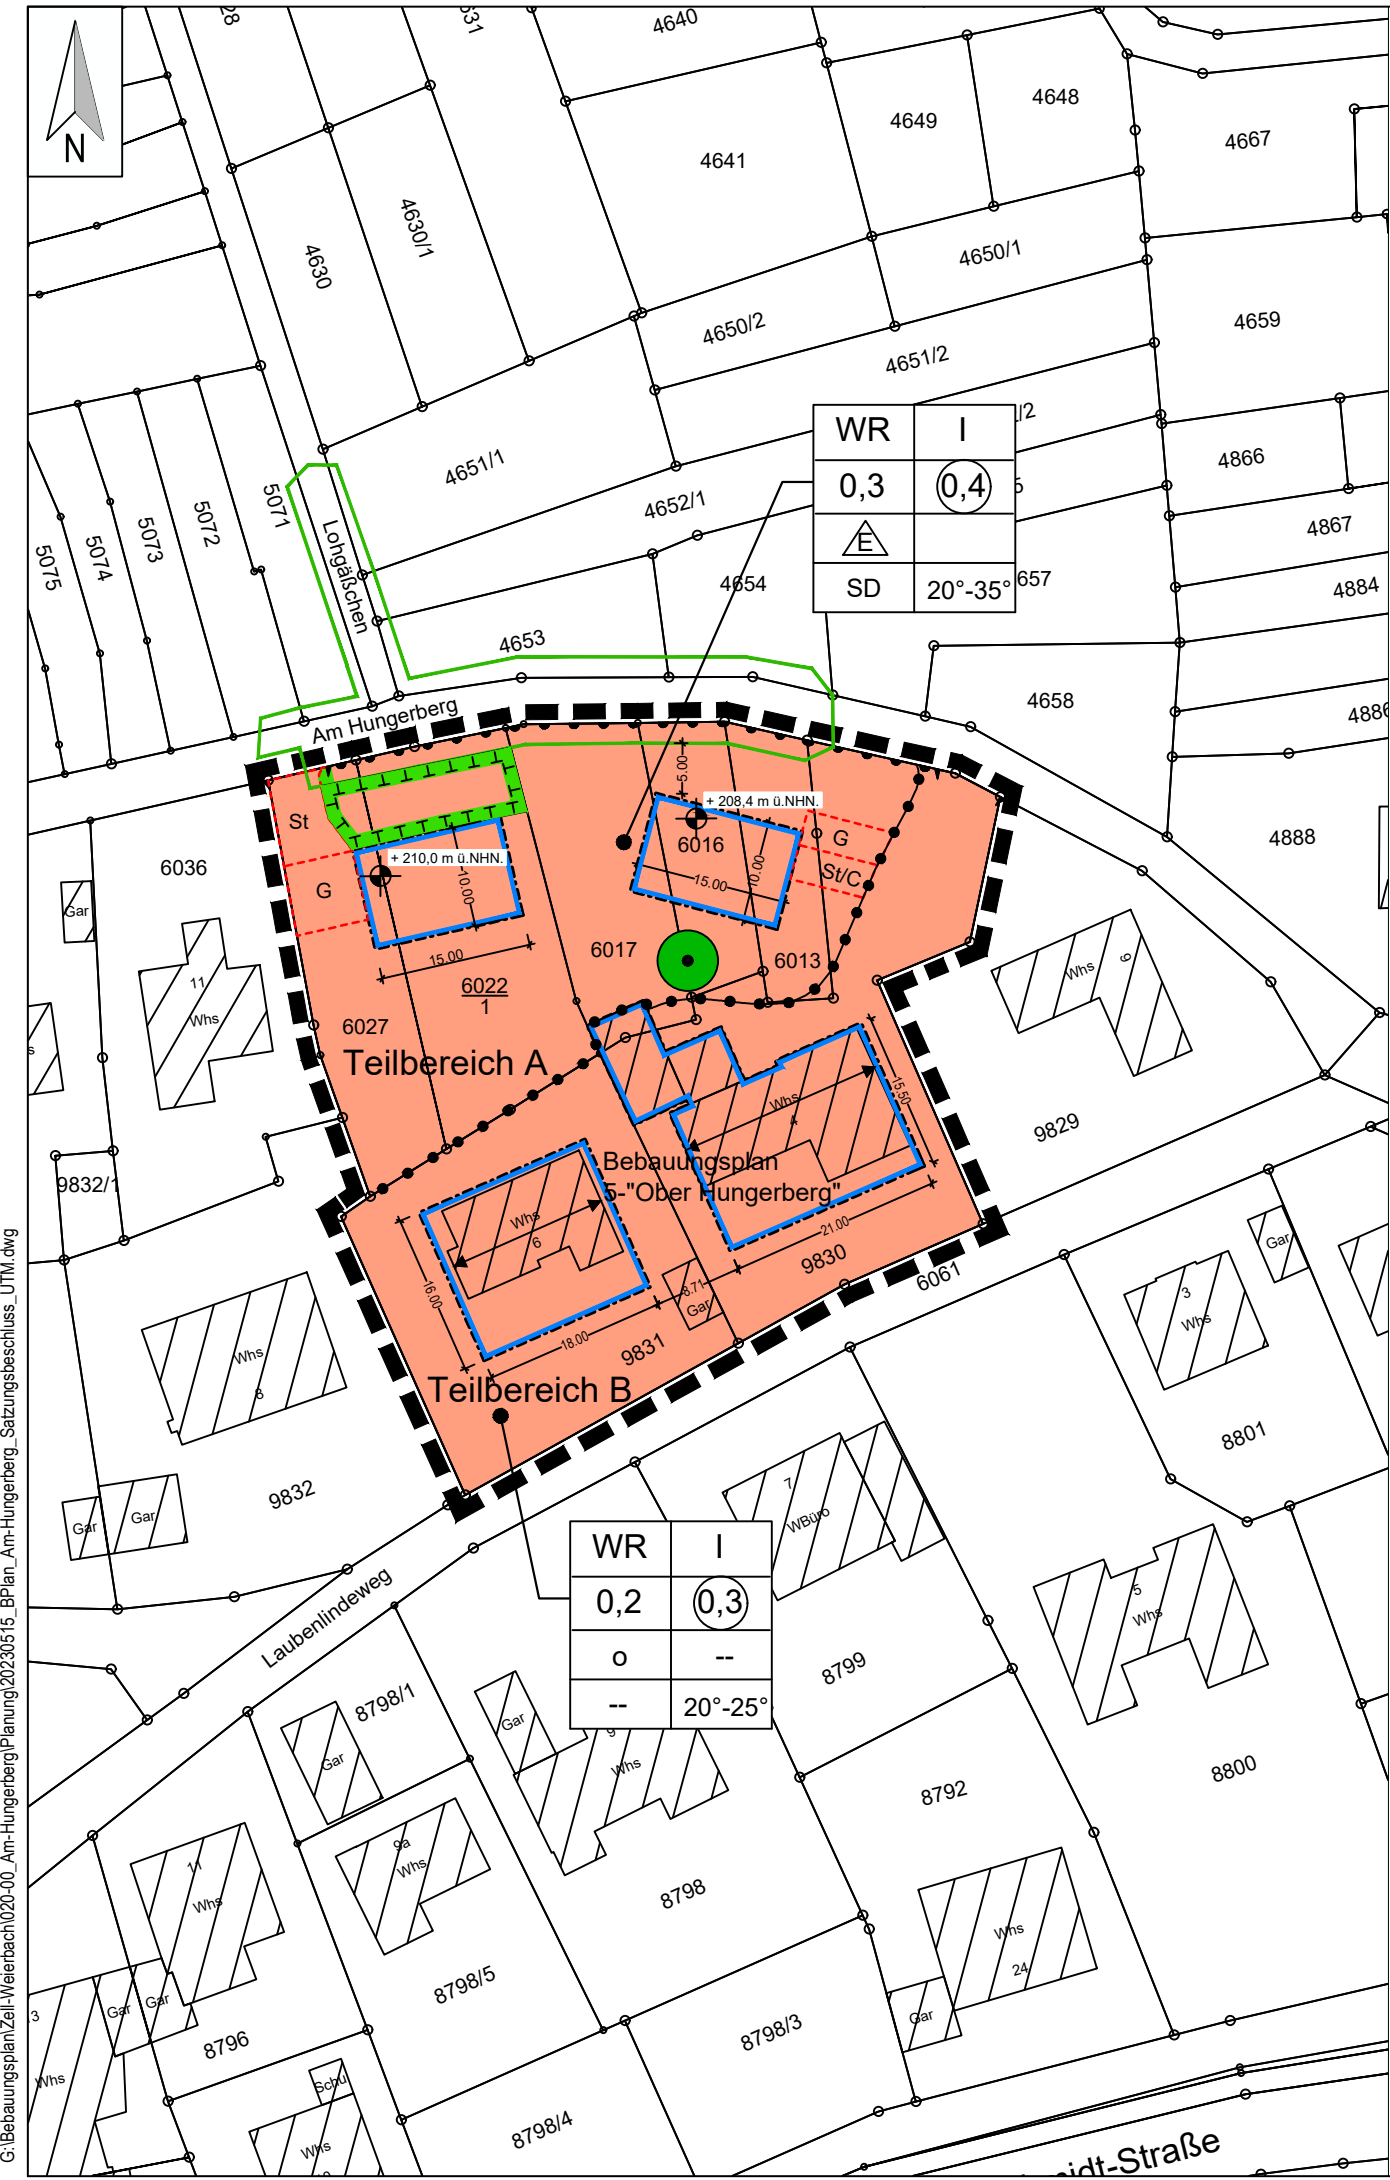 N
28
631
4640
4648
4649
4667
4641
4630/1
4630
4650/1
4650/2
4659
4651/2
/2
WR I
0,3 0,4
E
SD 20°-35°
5
657
4866
4651/1
4652/1
4867
5071
5072
5073
5074
5075
Lohgäßchen
4654
4884
4653
4658
4886
Am Hungerberg
5.00
+ 208,4 m ü.NHN.
St
G
6016
G
St/C
4888
6036
+ 210,0 m ü.NHN.
10.00
15.00
10.00
Gar
G
15.00
6017
6013
6022
1
11
Whs
6027
Whs
9
s
Teilbereich A
15.50
Whs
4
9829
Bebauungsplan
5-"Ober Hungerberg"
9832/1
Whs
6
21.00
9830
6061
Gar
16.00
8.71
Gar
18.00
9831
3
Whs
Whs
8
Teilbereich B
8801
9832
7
WBüro
Gar
Gar
WR I
0,2 0,3
o --
-- 20°-25°
5
Whs
Laubenlindeweg
8799
8798/1
Gar
Gar
9
Whs
8800
8792
9a
Whs
11
Whs
8798
Whs
24
8798/5
Gar
Gar
Gar
3
8796
8798/3
Whs
Schu
8798/4
Whs
idt-Straße
G:\Bebauungsplan\Zell-Weierbach\020-00_Am-Hungerberg\Planung\20230515_BPlan_Am-Hungerberg_Satzungsbeschluss_UTM.dwg